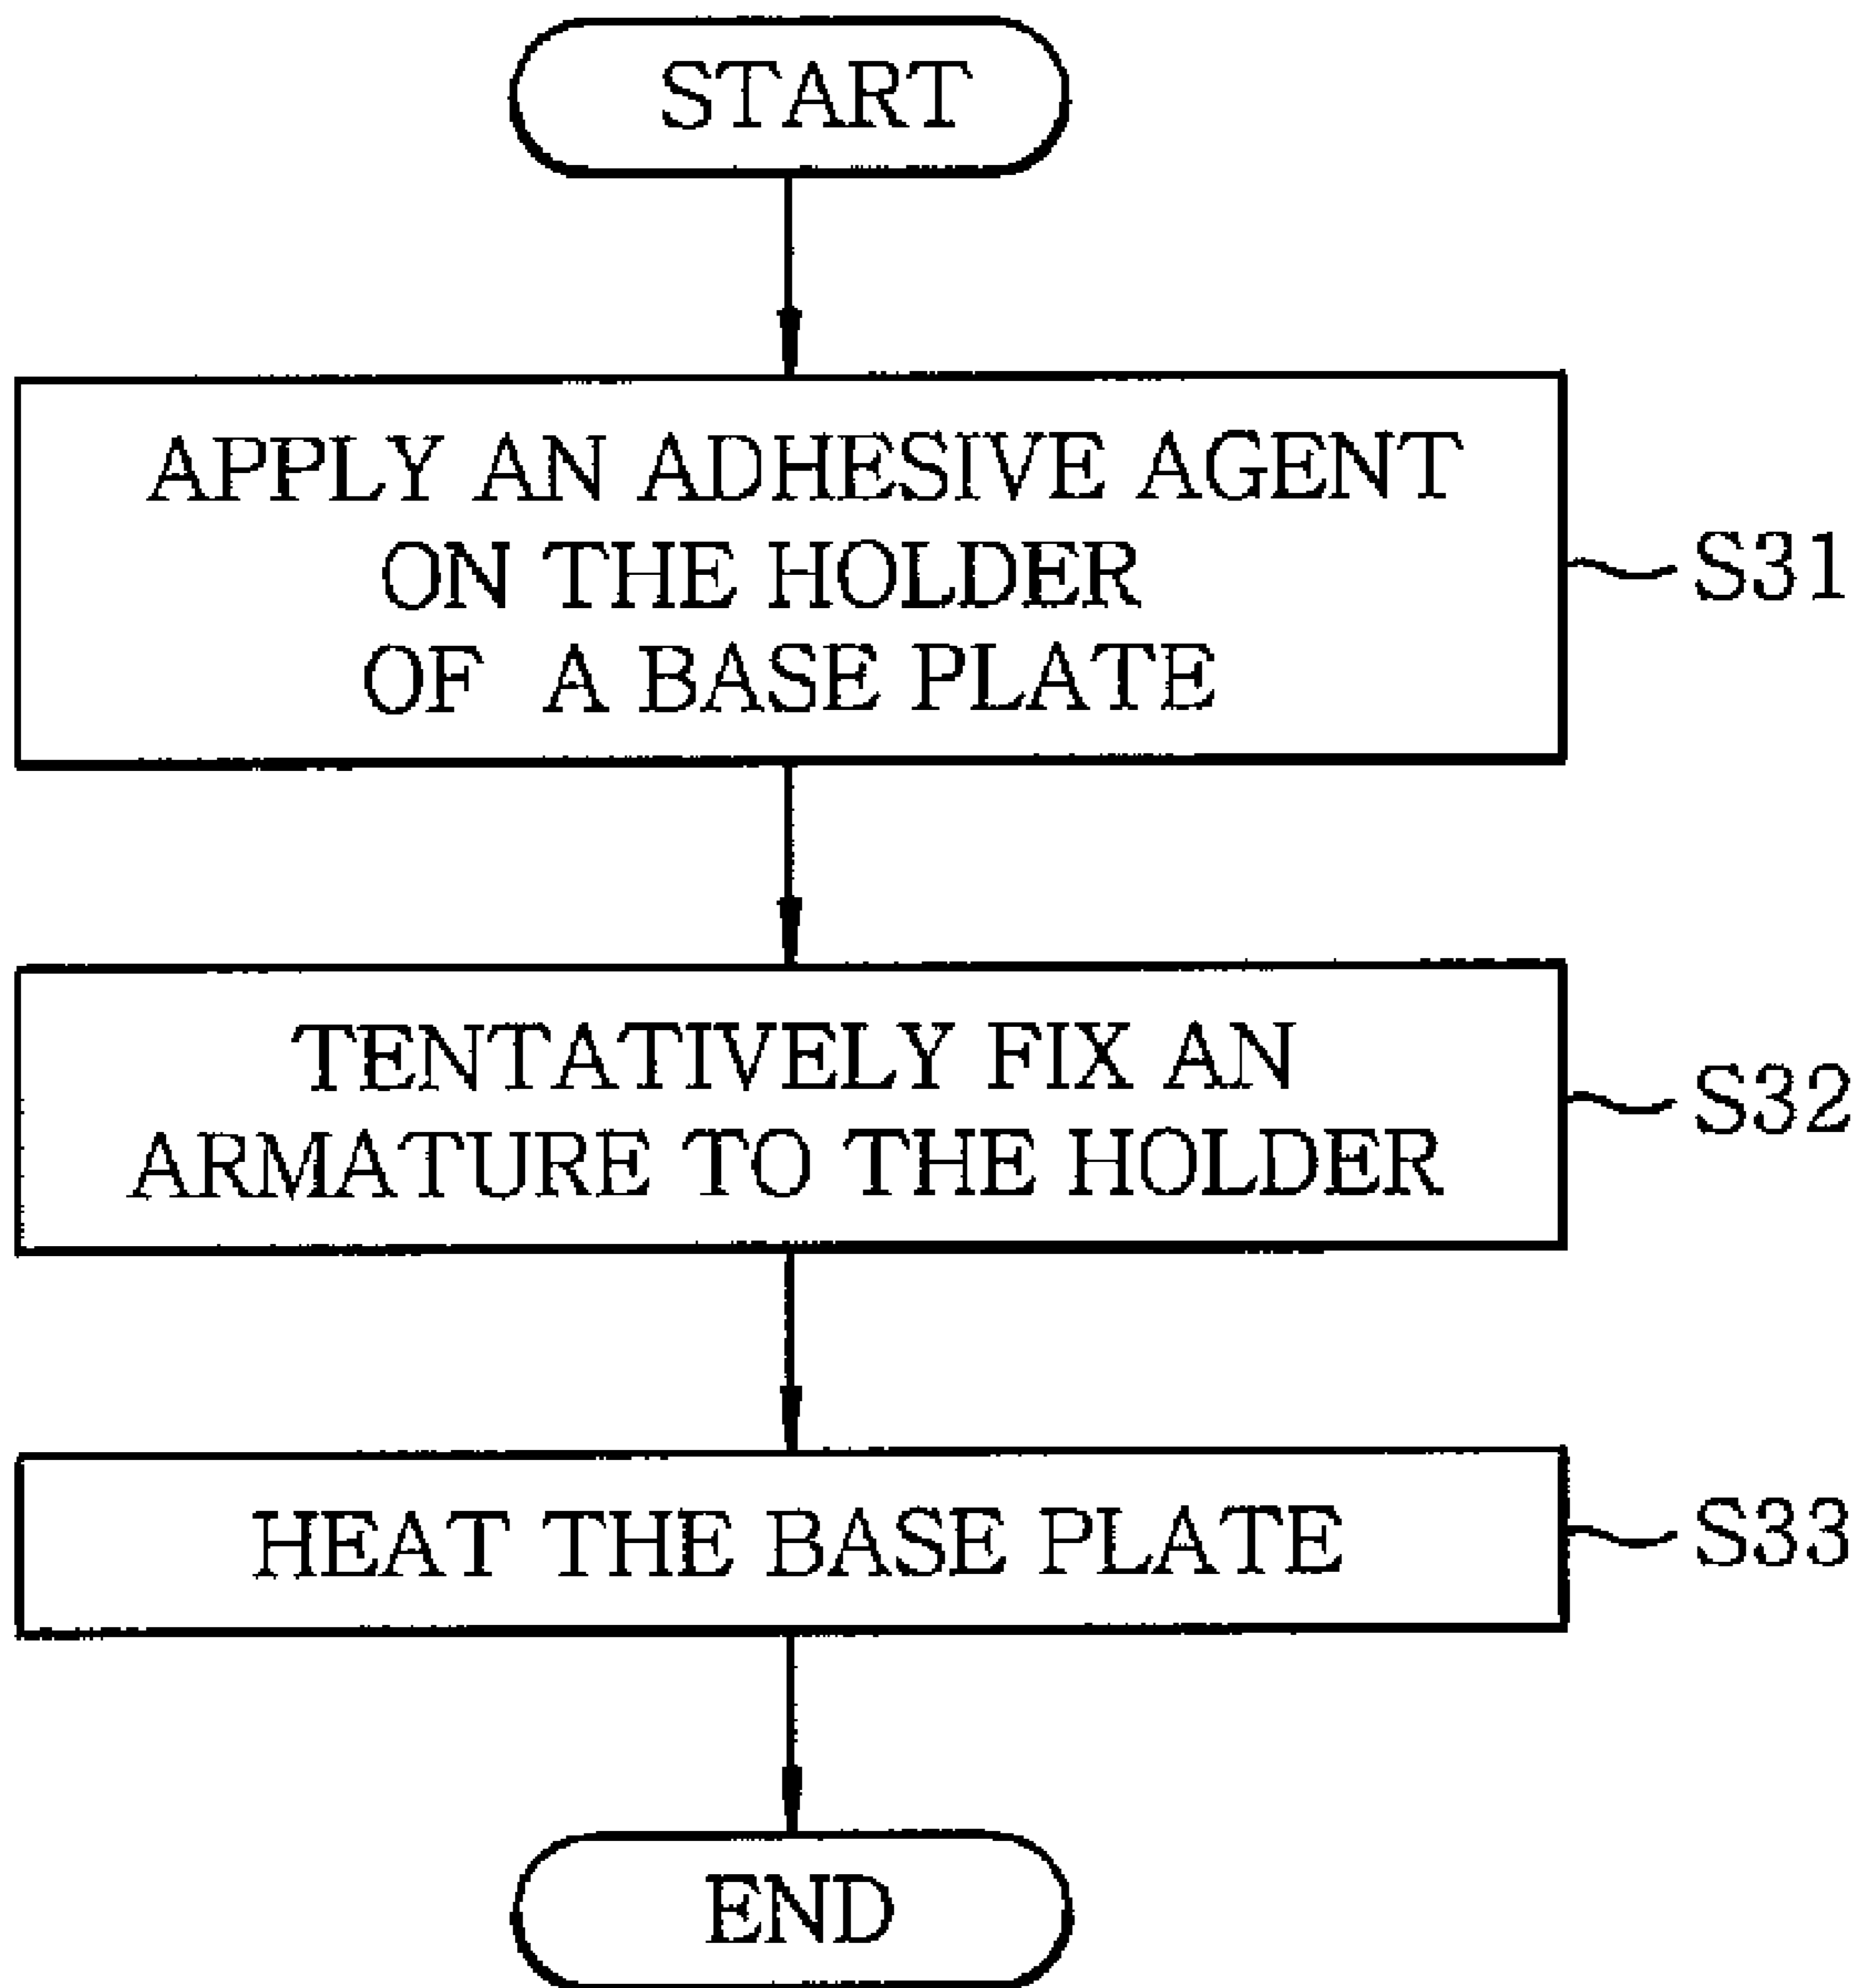 START
APPLY AN ADHESIVE AGENT
ON THE HOLDER
OF A BASE PLATE
S31
TENTATIVELY FIX AN
ARMATURE TO THE HOLDER
S32
HEAT THE BASE PLATE
S33
END